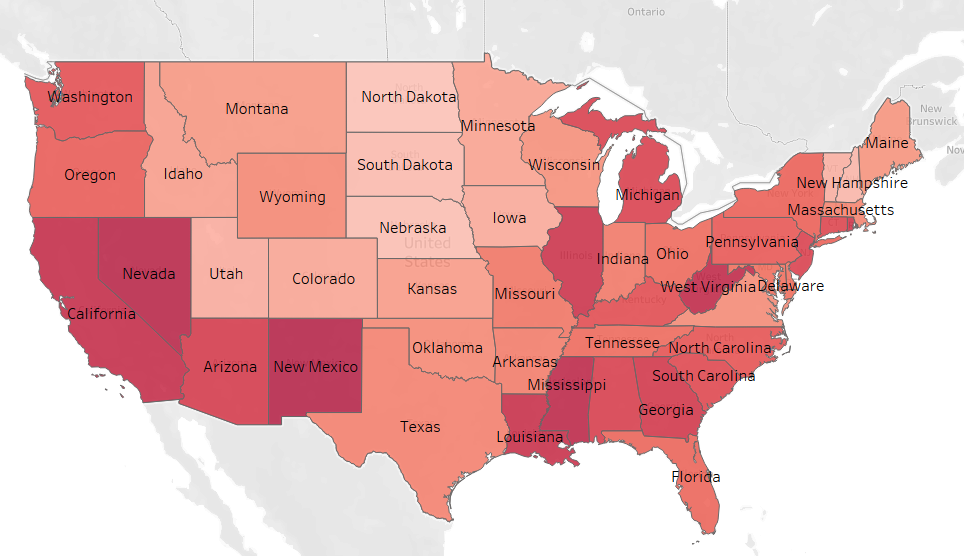 Ontario
New
Brunswick
Washington
Montana
North Dakota
Minnesota
Maine
Oregon
Idaho
South Dakota
Wisconsin
New Hampshire
Wyoming
Michigan
Massachusetts
Nebraska
Iowa
United
States
Pennsylvania
Nevada
Utah
Colorado
Illinois
Indiana
Ohio
Kansas
Missouri
West Virginia
Delaware
California
Kentucky
Arizona
New Mexico
Oklahoma
Arkansas
Tennessee
North Carolina
Mississippi
South Carolina
Georgia
Texas
Louisiana
Florida